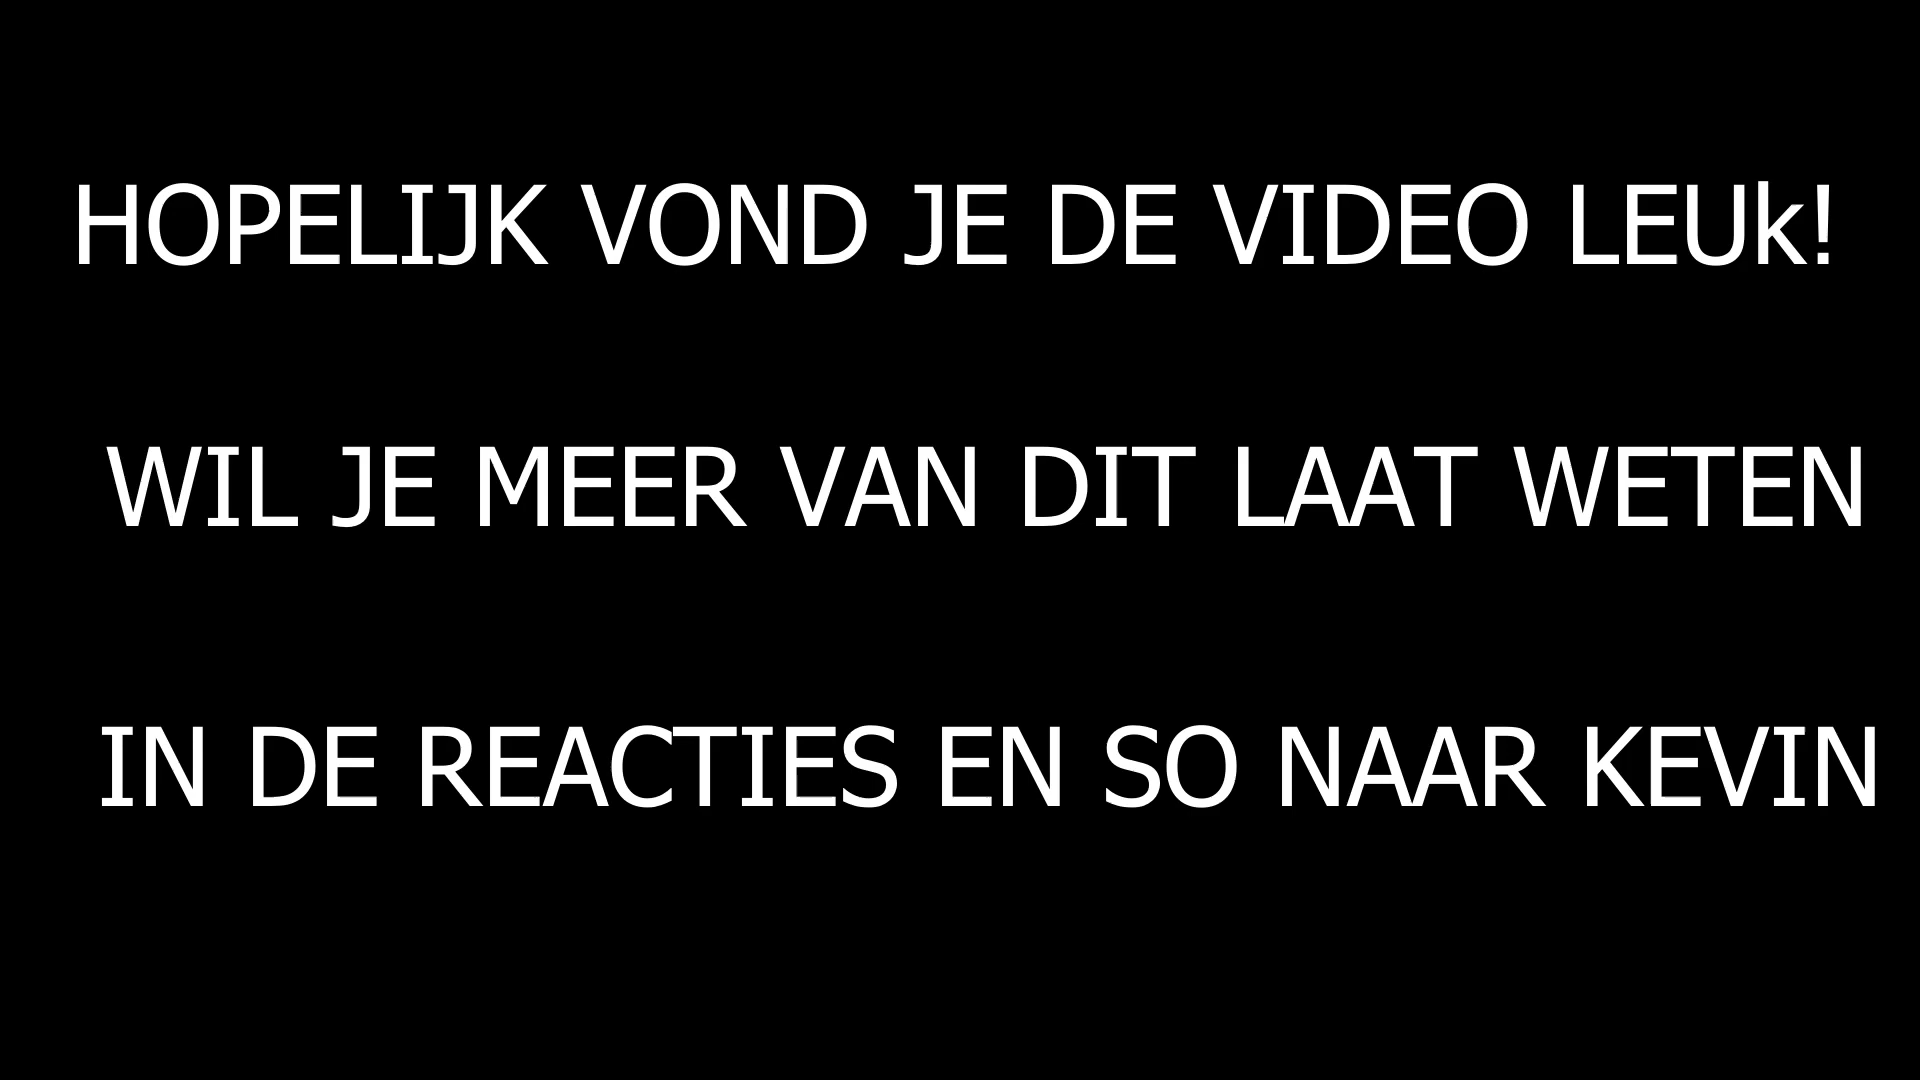 HOPELIJK VOND JE DE VIDEO LEUk!
WIL JE MEER VAN DIT LAAT WETEN
IN DE REACTIES EN SO NAAR KEVIN